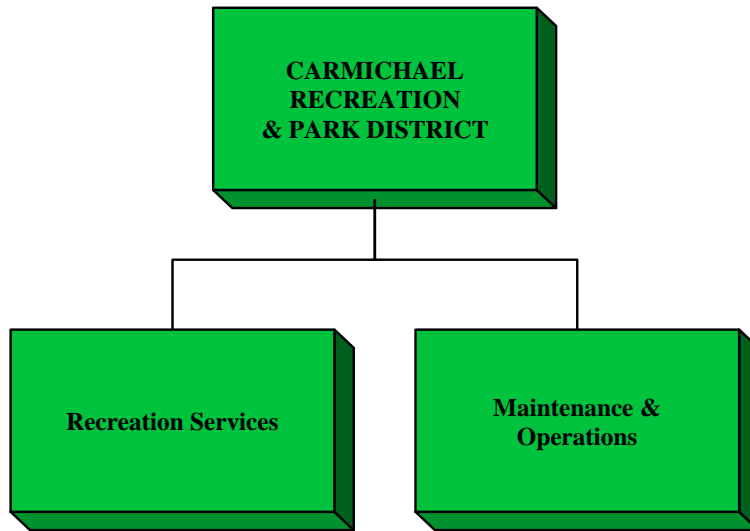 CARMICHAEL
RECREATION
& PARK DISTRICT
Recreation Services
Maintenance &
Operations